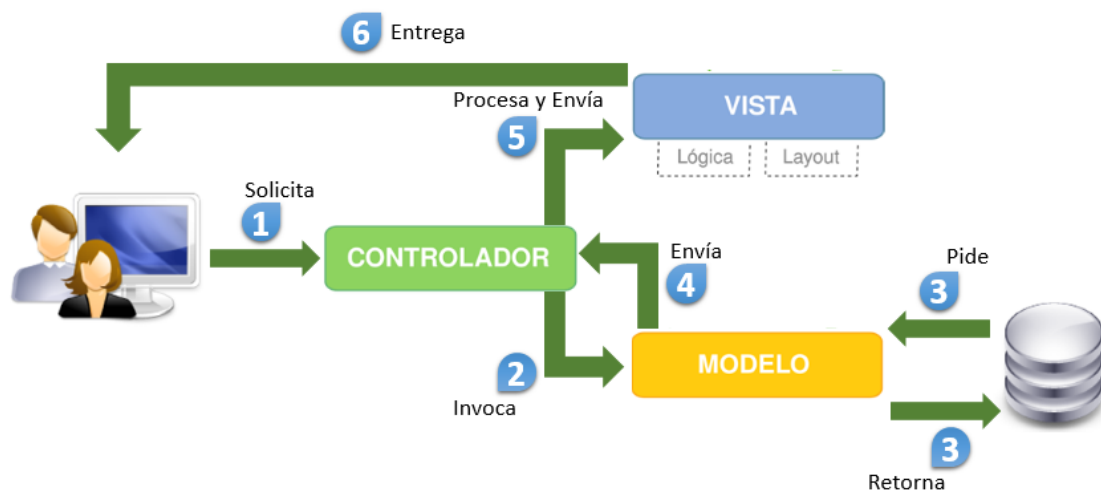 6 Entrega
VISTA
Lógica Layout
Procesa y Envía
5
Solicita
1
CONTROLADOR
Envía
4
Pide
3
MODELO
2
Invoca
3
Retorna